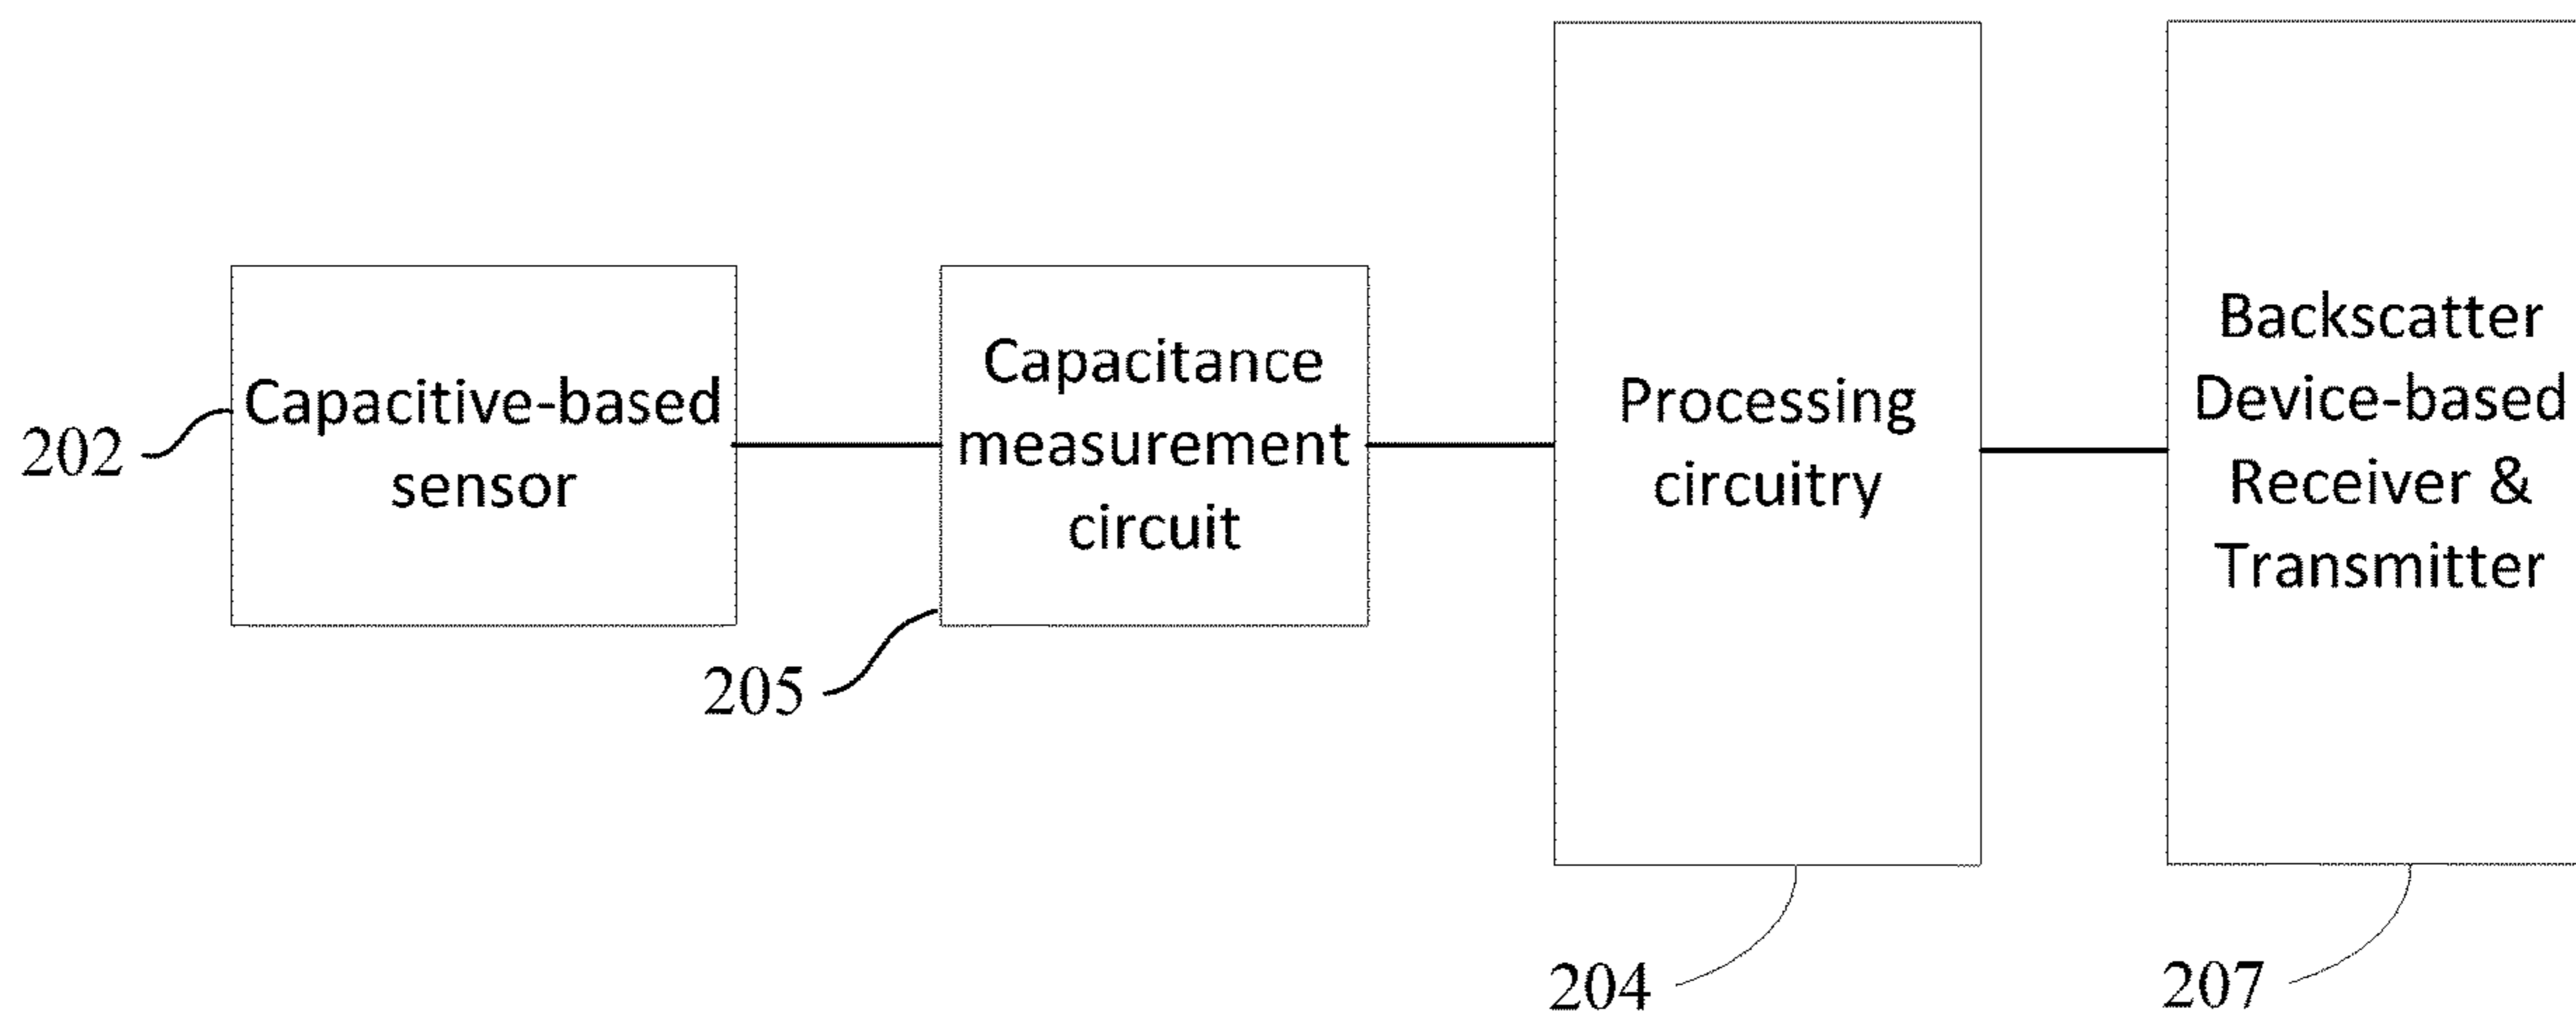 202
Capacitive-based
sensor
Capacitance
measurement
circuit
205
Processing
circuitry
204
Backscatter
Device-based
Receiver &
Transmitter
207